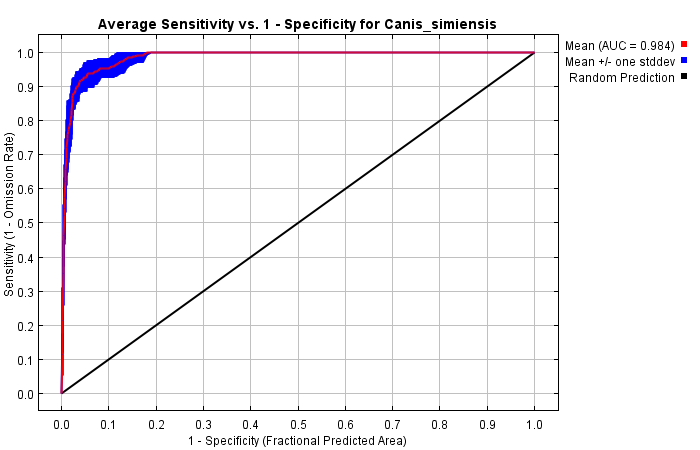 Average Sensitivity vs. 1 - Specificity for Canis_simiensis
Mean (AUC = 0.984)
Mean +/- one stddev
Random Prediction
Sensitivity (1 - Omission Rate)
1.0
0.9
0.8
0.7
0.6
0.5
0.4
0.3
0.2
0.1
0.0
0.0 0.1 0.2 0.3 0.4 0.5 0.6 0.7 0.8 0.9 1.0
1 - Specificity (Fractional Predicted Area)